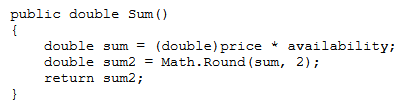 public double Sum()
{
    double sum = (double)price * availability;
    double sum2 = Math.Round(sum, 2);
    return sum2;
}